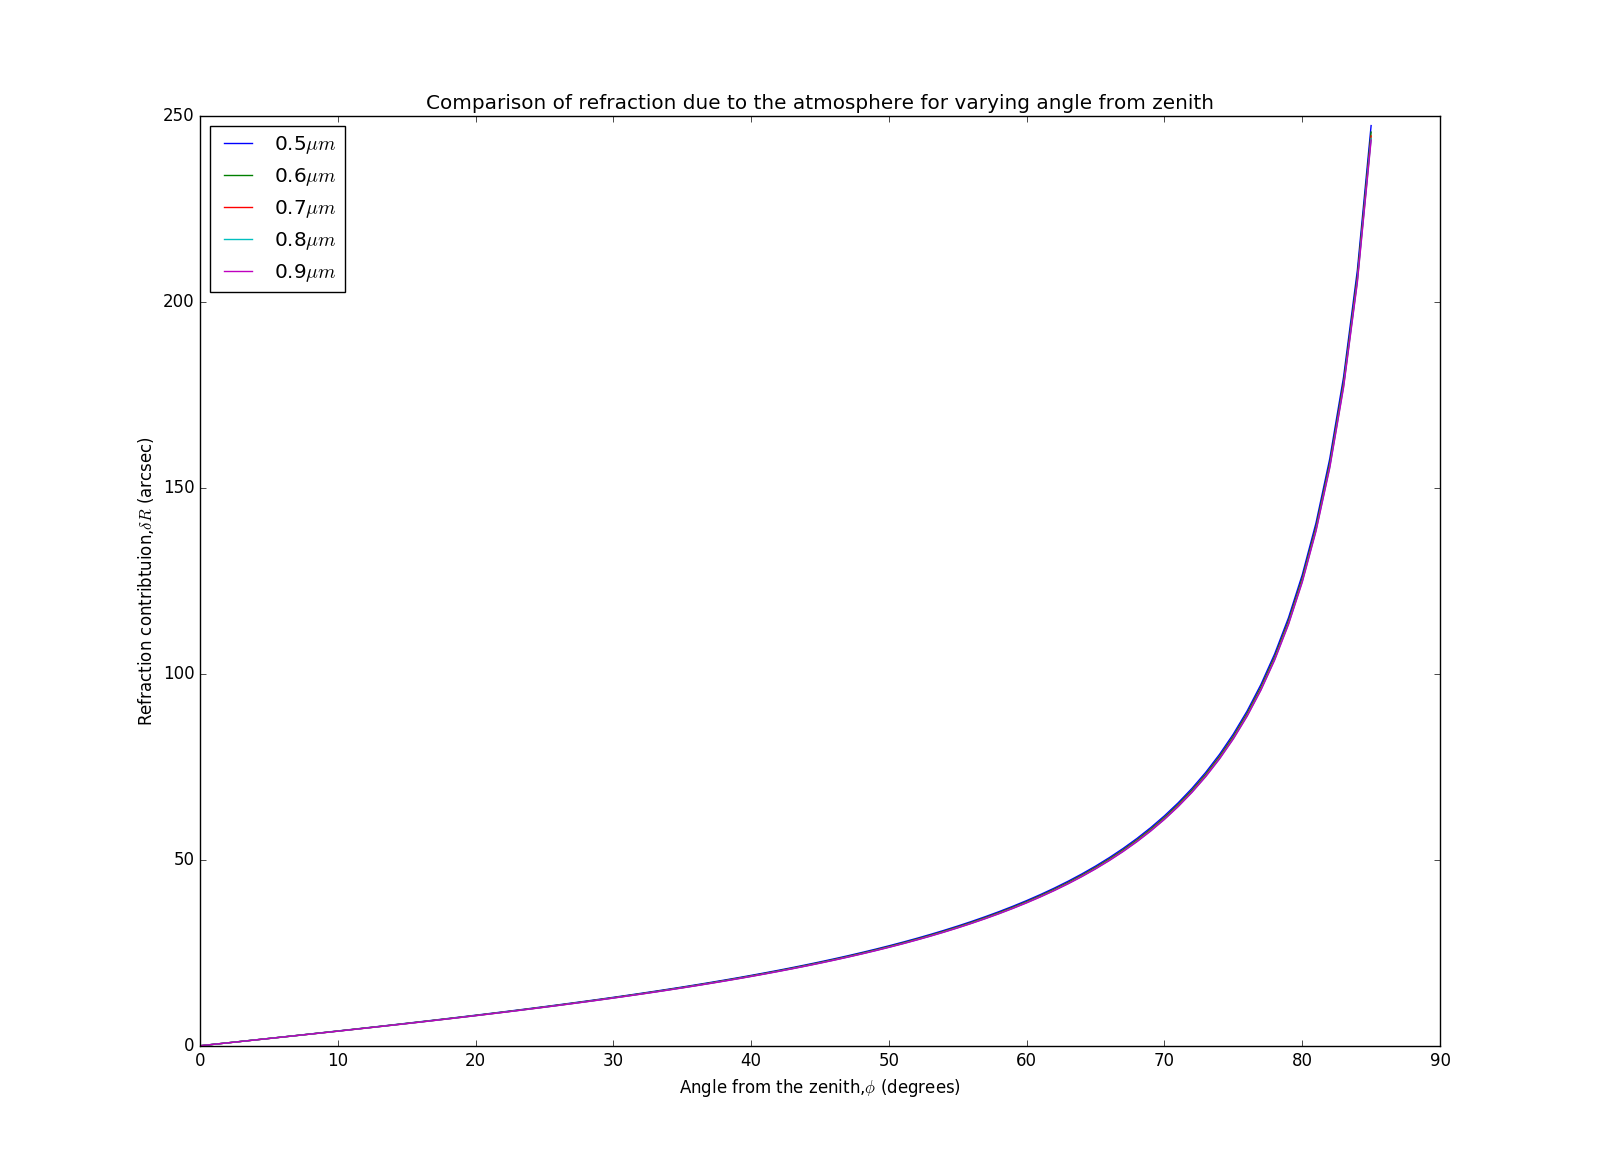 Comparison of refraction due to the atmosphere for varying angle from zenith
0.5μm
0.6μm
0.7μm
0.8μm
0.9μm
250
200
150
100
50
0
Refraction contribtuion,δR (arcsec)
0 10 20 30 40 50 60 70 80 90
Angle from the zenith,ϕ (degrees)